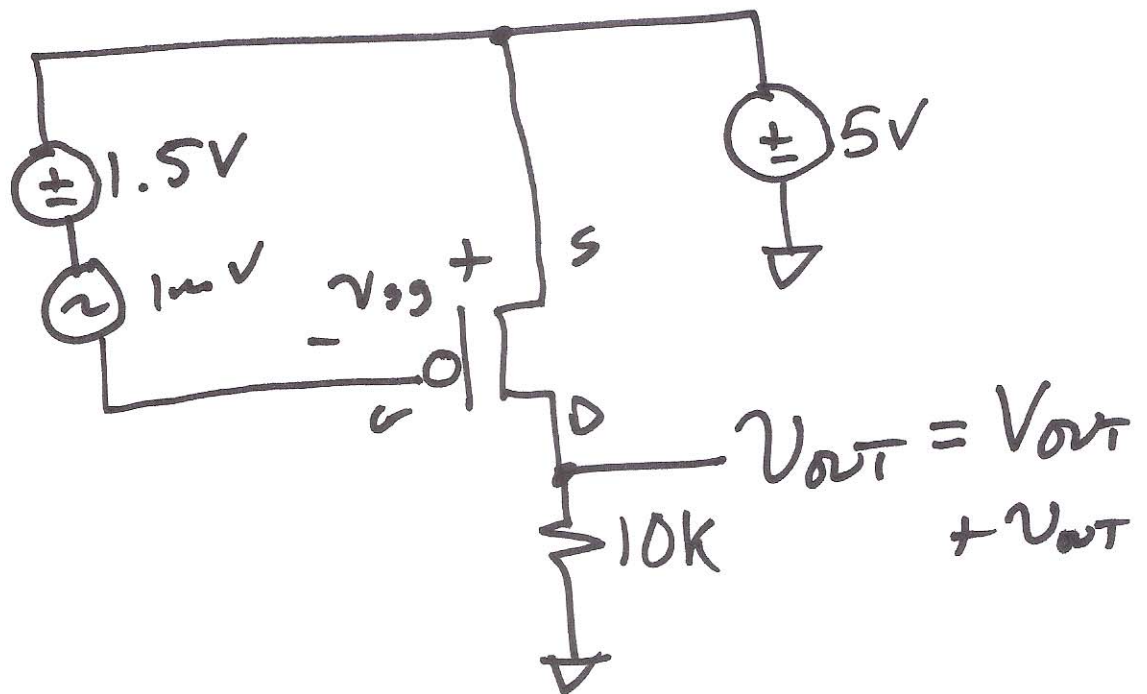 1.5V
5V
1mV
+
vsg
-
S
G
D
vOUT = VOUT
+ vOUT
10K